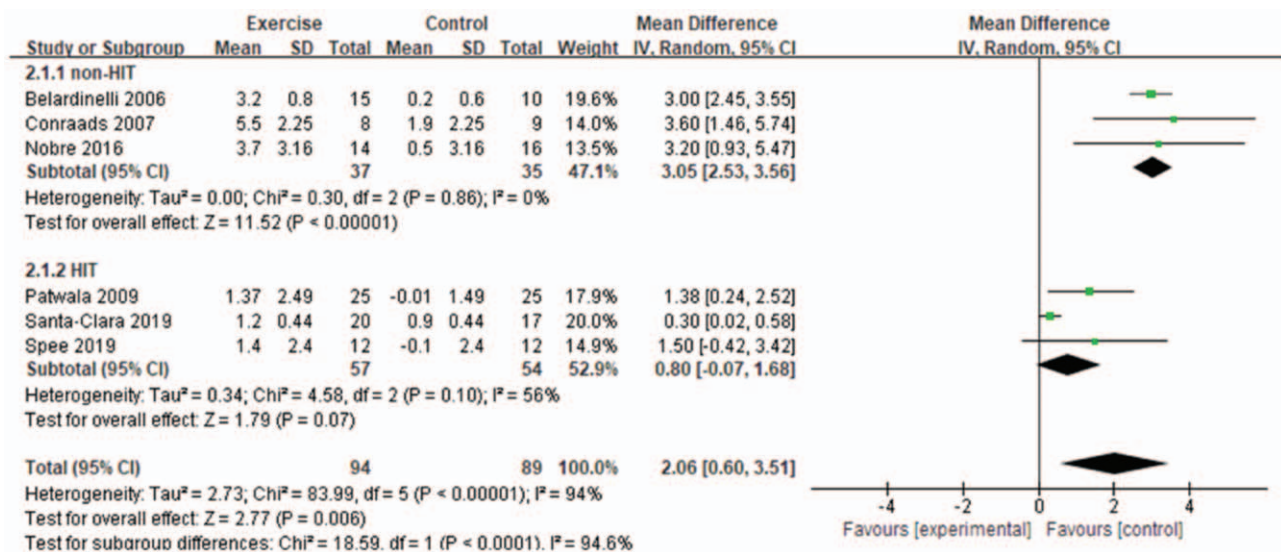 Exercise Control Mean Difference Mean Difference
Study or Subgroup Mean SD Total Mean SD Total Weight IV, Random, 95% CI IV, Random, 95% CI
2.1.1 non-HIT
Belardinelli 2006 3.2 0.8 15 0.2 0.6 10 19.6% 3.00 [2.45, 3.55]
Conraads 2007 5.5 2.25 8 1.9 2.25 9 14.0% 3.60 [1.46, 5.74]
Nobre 2016 3.7 3.16 14 0.5 3.16 16 13.5% 3.20 [0.93, 5.47]
Subtotal (95% CI) 37 35 47.1% 3.05 [2.53, 3.56]
Heterogeneity: Tau² = 0.00; Chi² = 0.30, df = 2 (P = 0.86); I² = 0%
Test for overall effect: Z = 11.52 (P < 0.00001)
2.1.2 HIT
Patwala 2009 1.37 2.49 25 -0.01 1.49 25 17.9% 1.38 [0.24, 2.52]
Santa-Clara 2019 1.2 0.44 20 0.9 0.44 17 20.0% 0.30 [0.02, 0.58]
Spee 2019 1.4 2.4 12 -0.1 2.4 12 14.9% 1.50 [-0.42, 3.42]
Subtotal (95% CI) 57 54 52.9% 0.80 [-0.07, 1.68]
Heterogeneity: Tau² = 0.34; Chi² = 4.58, df = 2 (P = 0.10); I² = 56%
Test for overall effect: Z = 1.79 (P = 0.07)
Total (95% CI) 94 89 100.0% 2.06 [0.60, 3.51]
Heterogeneity: Tau² = 2.73; Chi² = 83.99, df = 5 (P < 0.00001); I² = 94%
Test for overall effect: Z = 2.77 (P = 0.006)
Test for subgroup differences: Chi² = 18.59, df = 1 (P < 0.0001), I² = 94.6%
-4 -2 0 2 4
Favours [experimental] Favours [control]